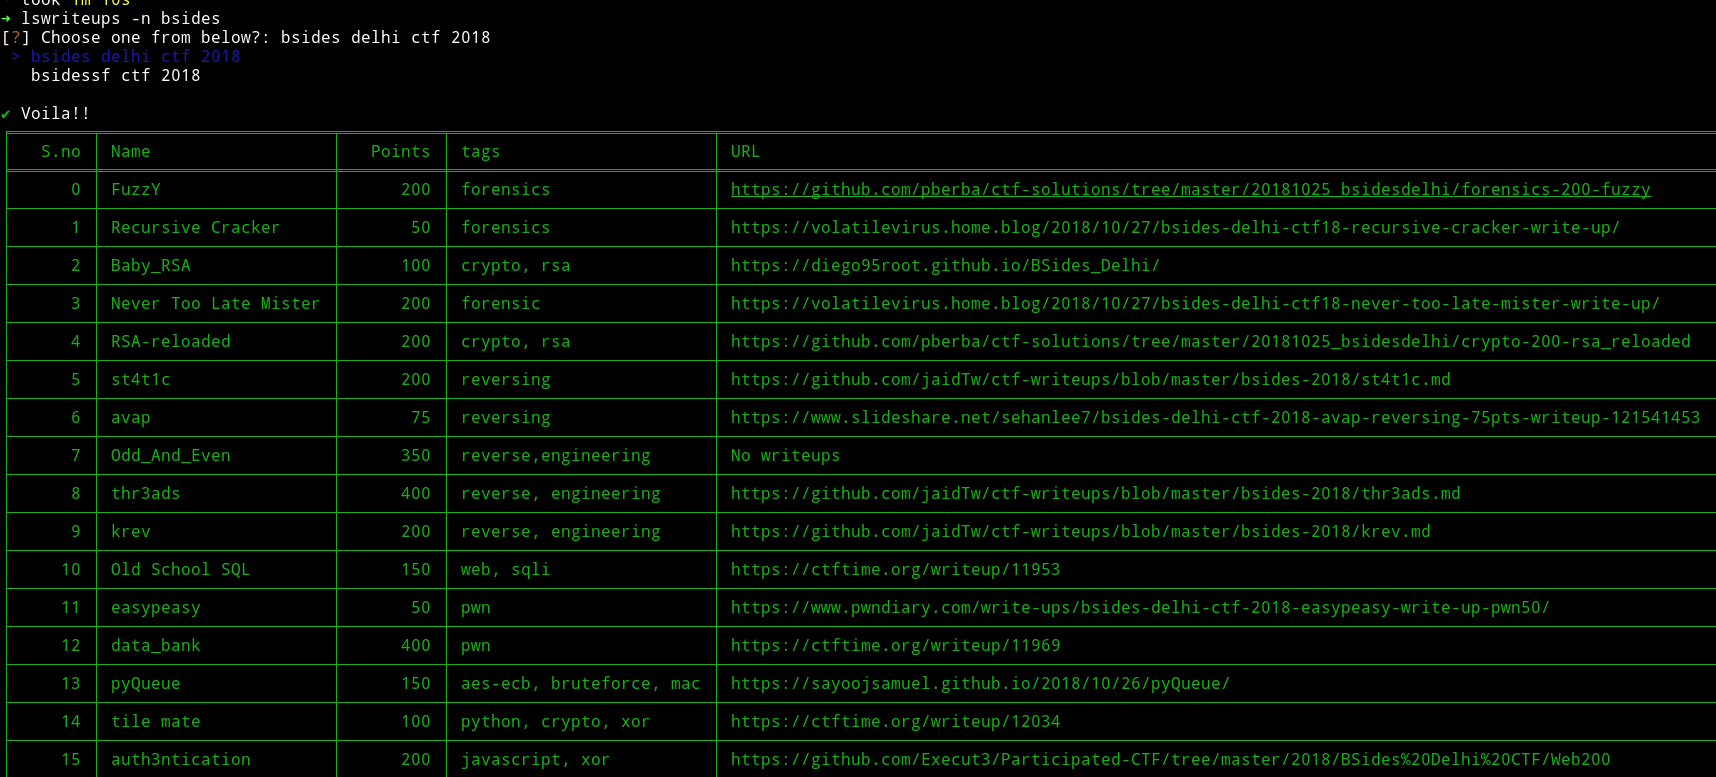 took 1m 10s
➜ lswriteups -n bsides
[?] Choose one from below?: bsides delhi ctf 2018
> bsides delhi ctf 2018
bsidessf ctf 2018
✔ Voila!!
S.no Name Points tags URL
0 FuzzY 200 forensics https://github.com/pberba/ctf-solutions/tree/master/20181025_bsidesdelhi/forensics-200-fuzzy
1 Recursive Cracker 50 forensics https://volatilevirus.home.blog/2018/10/27/bsides-delhi-ctf18-recursive-cracker-write-up/
2 Baby_RSA 100 crypto, rsa https://diego95root.github.io/BSides_Delhi/
3 Never Too Late Mister 200 forensic https://volatilevirus.home.blog/2018/10/27/bsides-delhi-ctf18-never-too-late-mister-write-up/
4 RSA-reloaded 200 crypto, rsa https://github.com/pberba/ctf-solutions/tree/master/20181025_bsidesdelhi/crypto-200-rsa_reloaded
5 st4t1c 200 reversing https://github.com/jaidTw/ctf-writeups/blob/master/bsides-2018/st4t1c.md
6 avap 75 reversing https://www.slideshare.net/sehanlee7/bsides-delhi-ctf-2018-avap-reversing-75pts-writeup-121541453
7 Odd_And_Even 350 reverse,engineering No writeups
8 thr3ads 400 reverse, engineering https://github.com/jaidTw/ctf-writeups/blob/master/bsides-2018/thr3ads.md
9 krev 200 reverse, engineering https://github.com/jaidTw/ctf-writeups/blob/master/bsides-2018/krev.md
10 Old School SQL 150 web, sqli https://ctftime.org/writeup/11953
11 easypeasy 50 pwn https://www.pwndiary.com/write-ups/bsides-delhi-ctf-2018-easypeasy-write-up-pwn50/
12 data_bank 400 pwn https://ctftime.org/writeup/11969
13 pyQueue 150 aes-ecb, bruteforce, mac https://sayoojsamuel.github.io/2018/10/26/pyQueue/
14 tile mate 100 python, crypto, xor https://ctftime.org/writeup/12034
15 auth3ntication 200 javascript, xor https://github.com/Execut3/Participated-CTF/tree/master/2018/BSides%20Delhi%20CTF/Web200